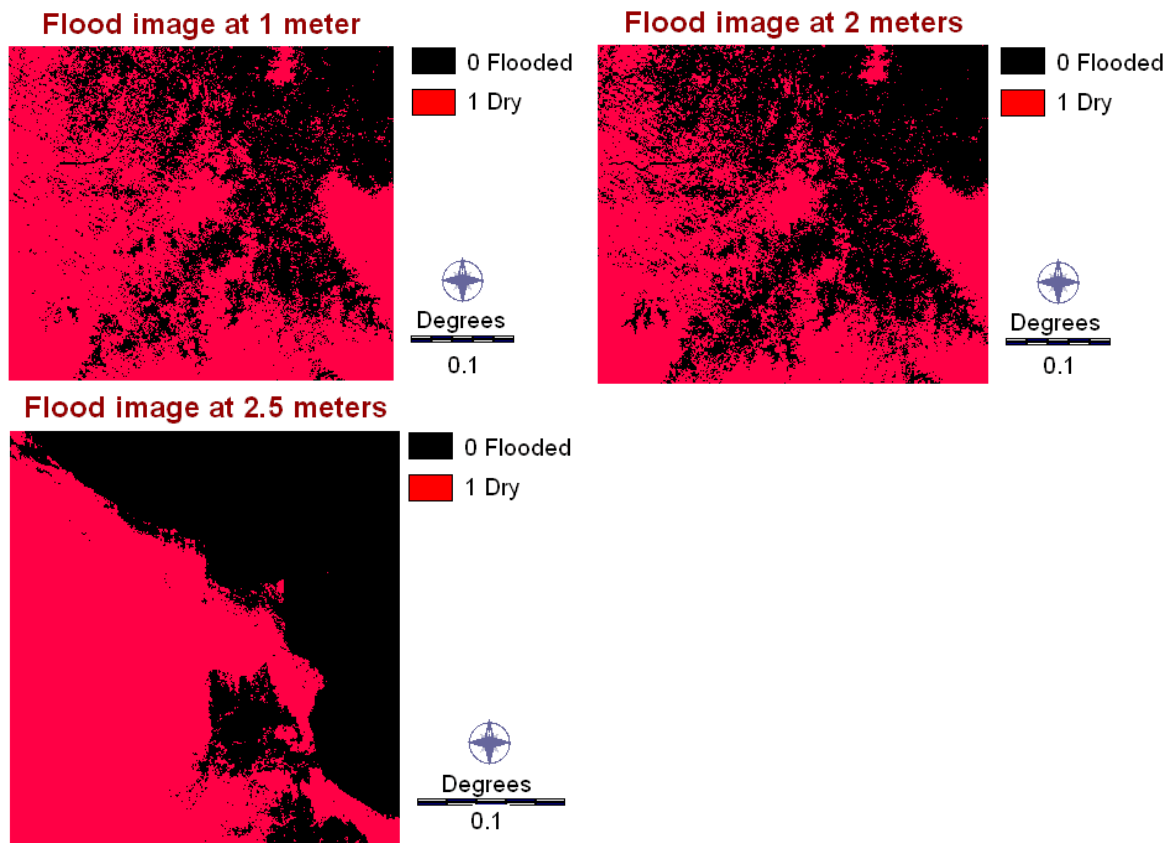 Flood image at 1 meter
0 Flooded
1 Dry
Degrees
0.1
Flood image at 2 meters
0 Flooded
1 Dry
Degrees
0.1
Flood image at 2.5 meters
0 Flooded
1 Dry
Degrees
0.1